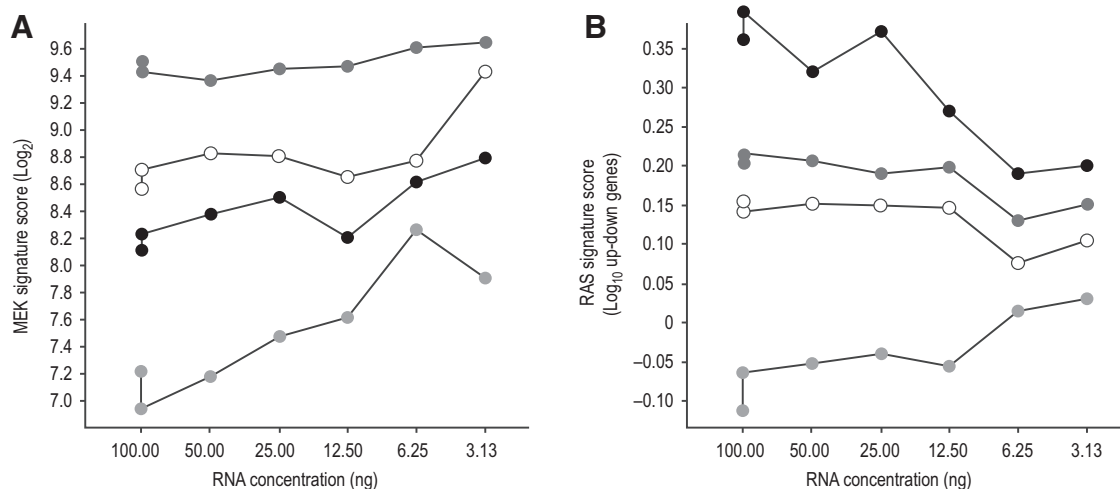 A
MEK signature score (Log2)
9.6
9.4
9.2
9.0
8.8
8.6
8.4
8.2
8.0
7.8
7.6
7.4
7.2
7.0
100.00 50.00 25.00 12.50 6.25 3.13
RNA concentration (ng)
B
RAS signature score
(Log10 up-down genes)
0.35
0.30
0.25
0.20
0.15
0.10
0.05
0
–0.05
–0.10
100.00 50.00 25.00 12.50 6.25 3.13
RNA concentration (ng)